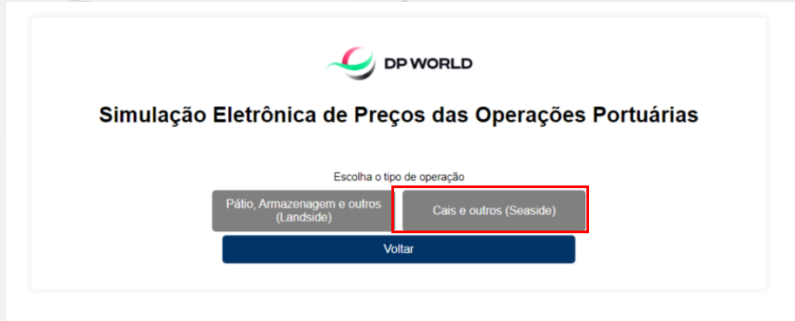 DP WORLD
Simulação Eletrônica de Preços das Operações Portuárias
Escolha o tipo de operação
Pátio, Armazenagem e outros
(Landside)
Cais e outros (Seaside)
Voltar